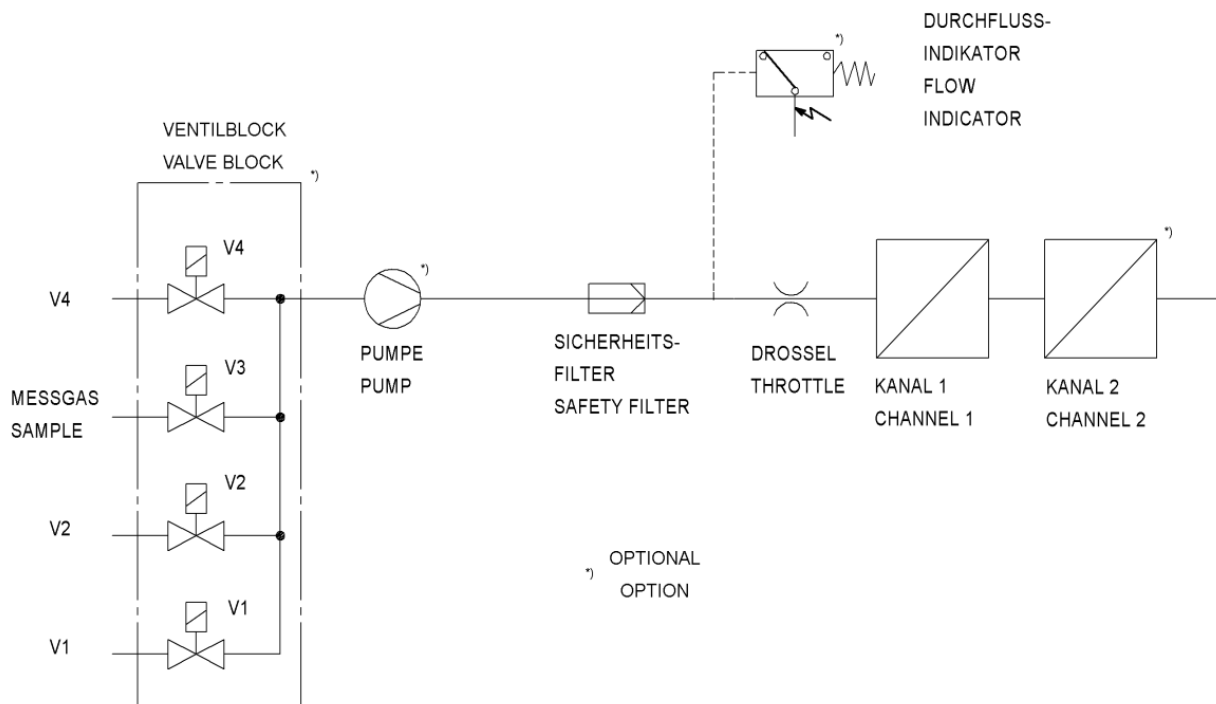 *)
DURCHFLUSS-
INDIKATOR
FLOW
INDICATOR
VENTILBLOCK
VALVE BLOCK
*)
V4
V4
*)
*)
PUMPE
PUMP
SICHERHEITS-
FILTER
SAFETY FILTER
DROSSEL
THROTTLE
KANAL 1
CHANNEL 1
KANAL 2
CHANNEL 2
V3
MESSGAS
SAMPLE
V2
V2
*) OPTIONAL
OPTION
V1
V1